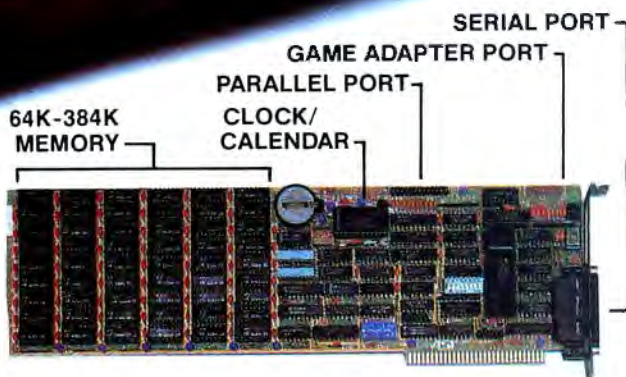 SERIAL PORT
GAME ADAPTER PORT
PARALLEL PORT
64K-384K
MEMORY
CLOCK/
CALENDAR